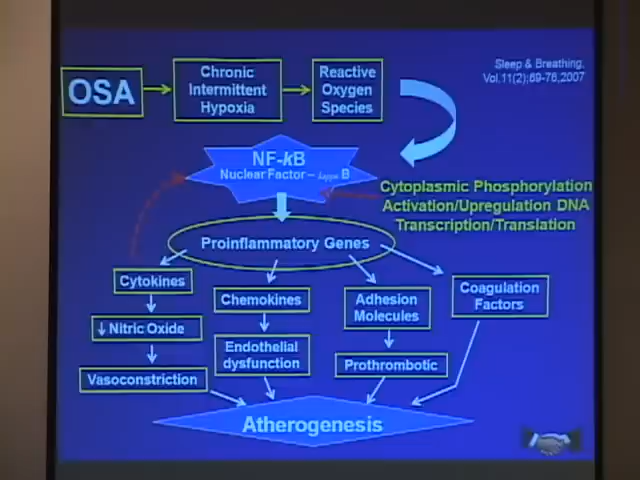 Sleep & Breathing,
Vol.11(2);69-76,2007
OSA
Chronic
Intermittent
Hypoxia
Reactive
Oxygen
Species
NF-kB
Nuclear Factor – kappa B
Cytoplasmic Phosphorylation
Activation/Upregulation DNA
Transcription/Translation
Proinflammatory Genes
Cytokines
Chemokines
Adhesion
Molecules
Coagulation
Factors
↓ Nitric Oxide
Endothelial
dysfunction
Prothrombotic
Vasoconstriction
Atherogenesis